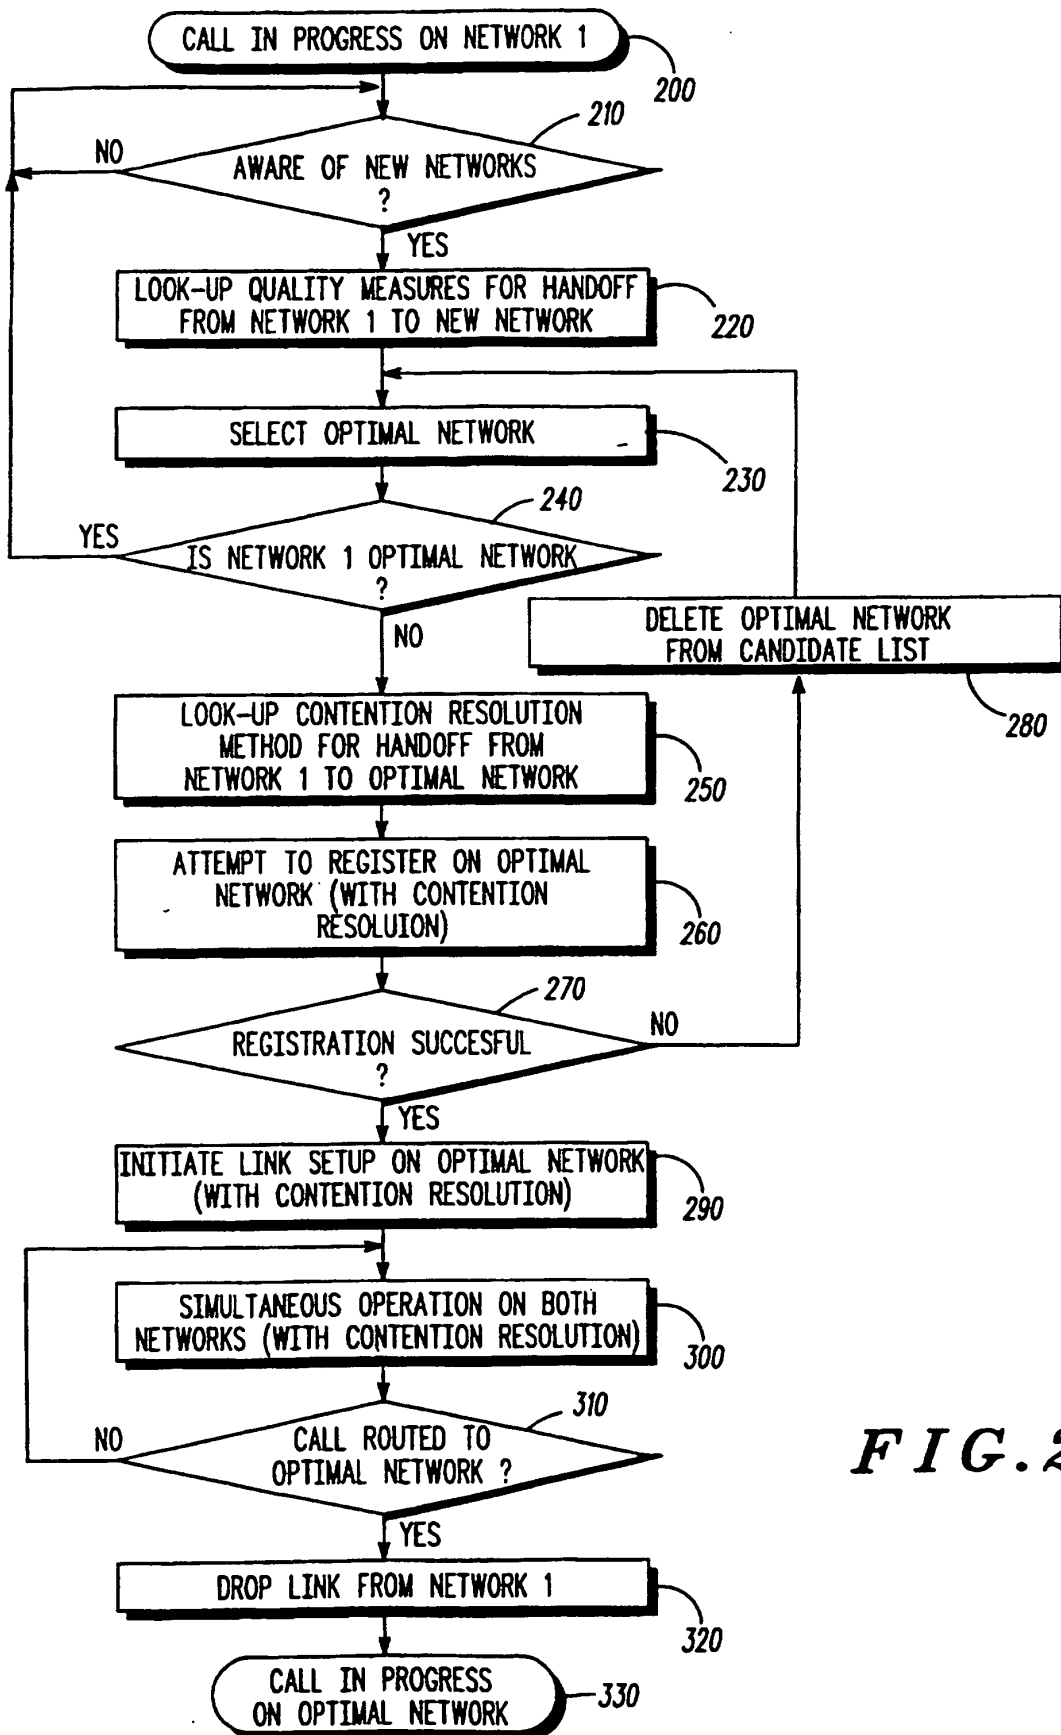 CALL IN PROGRESS ON NETWORK 1
200
210
NO
AWARE OF NEW NETWORKS
?
YES
LOOK-UP QUALITY MEASURES FOR HANDOFF
FROM NETWORK 1 TO NEW NETWORK
220
SELECT OPTIMAL NETWORK
230
240
YES
IS NETWORK 1 OPTIMAL NETWORK
?
NO
DELETE OPTIMAL NETWORK
FROM CANDIDATE LIST
280
LOOK-UP CONTENTION RESOLUTION
METHOD FOR HANDOFF FROM
NETWORK 1 TO OPTIMAL NETWORK
250
ATTEMPT TO REGISTER ON OPTIMAL
NETWORK (WITH CONTENTION
RESOLUION)
260
270
NO
REGISTRATION SUCCESFUL
?
YES
INITIATE LINK SETUP ON OPTIMAL NETWORK
(WITH CONTENTION RESOLUTION)
290
SIMULTANEOUS OPERATION ON BOTH
NETWORKS (WITH CONTENTION RESOLUTION)
300
310
NO
CALL ROUTED TO
OPTIMAL NETWORK ?
YES
FIG.2
DROP LINK FROM NETWORK 1
320
CALL IN PROGRESS
ON OPTIMAL NETWORK
330